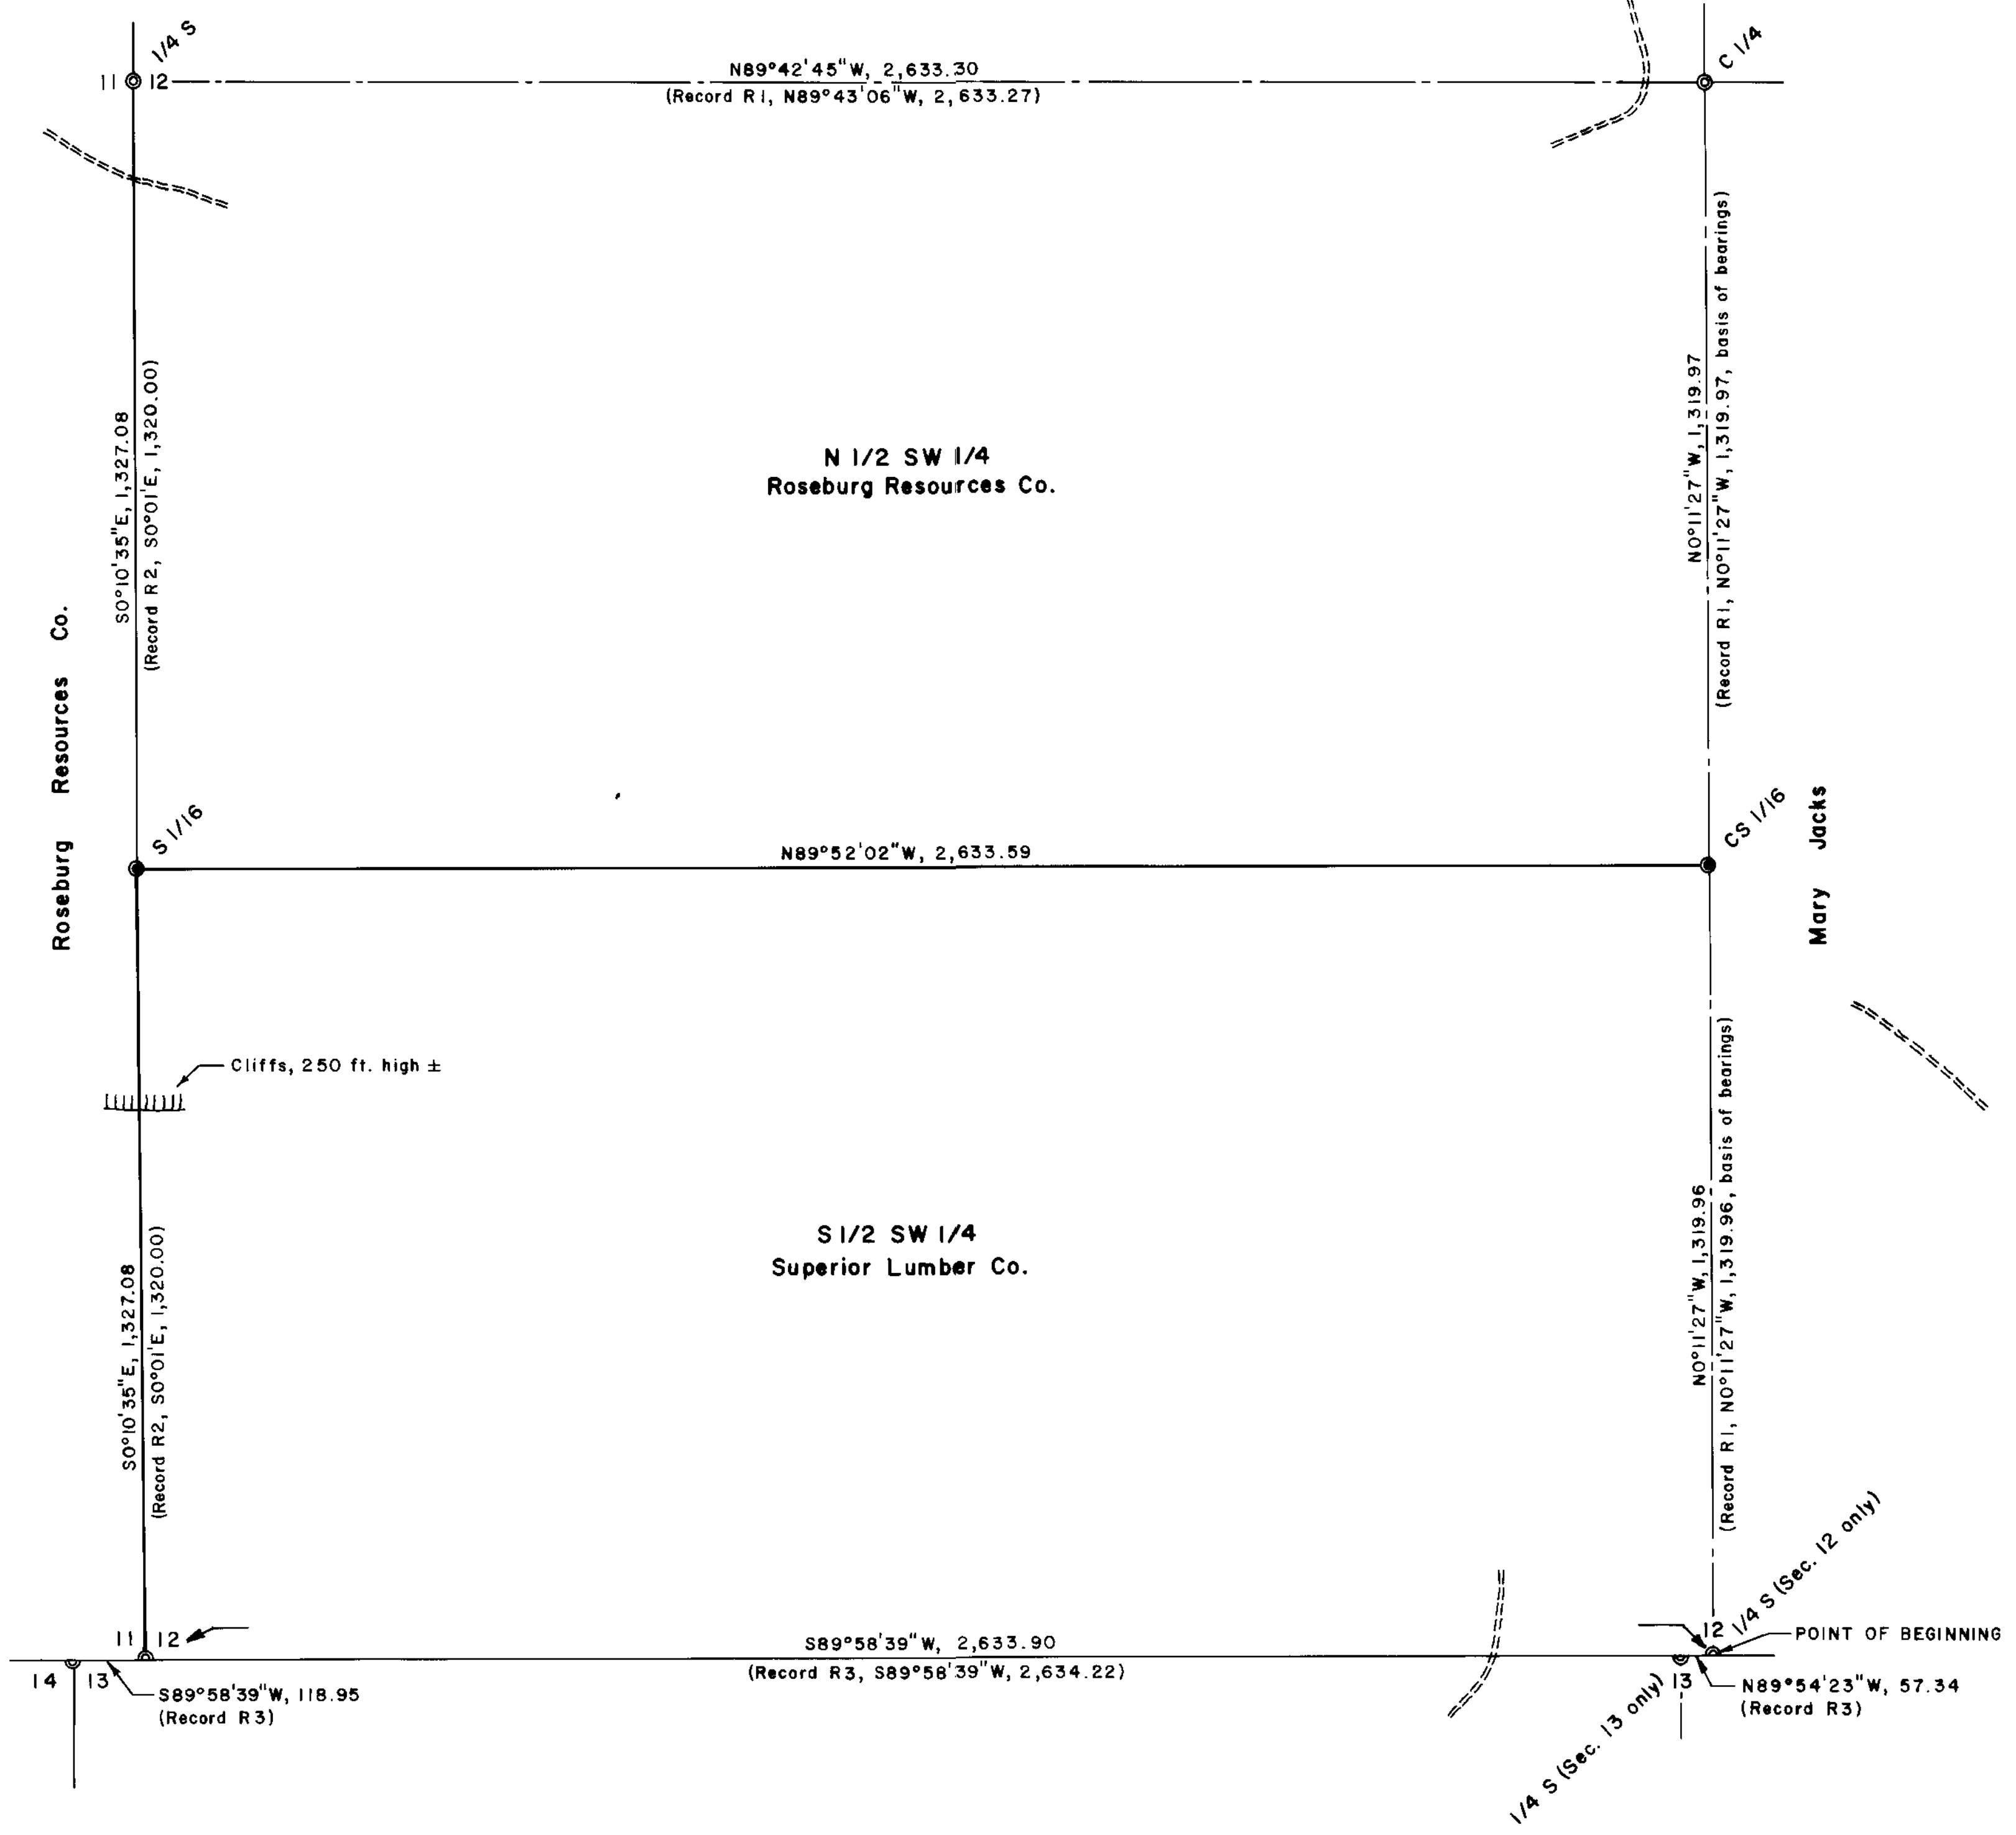 1/4 S
C 1/4
11 12
N89°42'45"W, 2,633.30
(Record R1, N89°43'06"W, 2,633.27)
S0°10'35"E, 1,327.08
(Record R2, S0°01'E, 1,320.00)
N 1/2 SW 1/4
Roseburg Resources Co.
N0°11'27"W, 1,319.97
(Record R1, N0°11'27"W, 1,319.97, basis of bearings)
Roseburg Resources Co.
S 1/16
N89°52'02"W, 2,633.59
CS 1/16
Mary Jacks
Cliffs, 250 ft. high ±
S0°10'35"E, 1,327.08
(Record R2, S0°01'E, 1,320.00)
S 1/2 SW 1/4
Superior Lumber Co.
N0°11'27"W, 1,319.96
(Record R1, N0°11'27"W, 1,319.96, basis of bearings)
11 12
S89°58'39"W, 2,633.90
(Record R3, S89°58'39"W, 2,634.22)
12
1/4 S (Sec. 12 only)
POINT OF BEGINNING
14 13
S89°58'39"W, 118.95
(Record R3)
13
N89°54'23"W, 57.34
(Record R3)
1/4 S (Sec. 13 only)